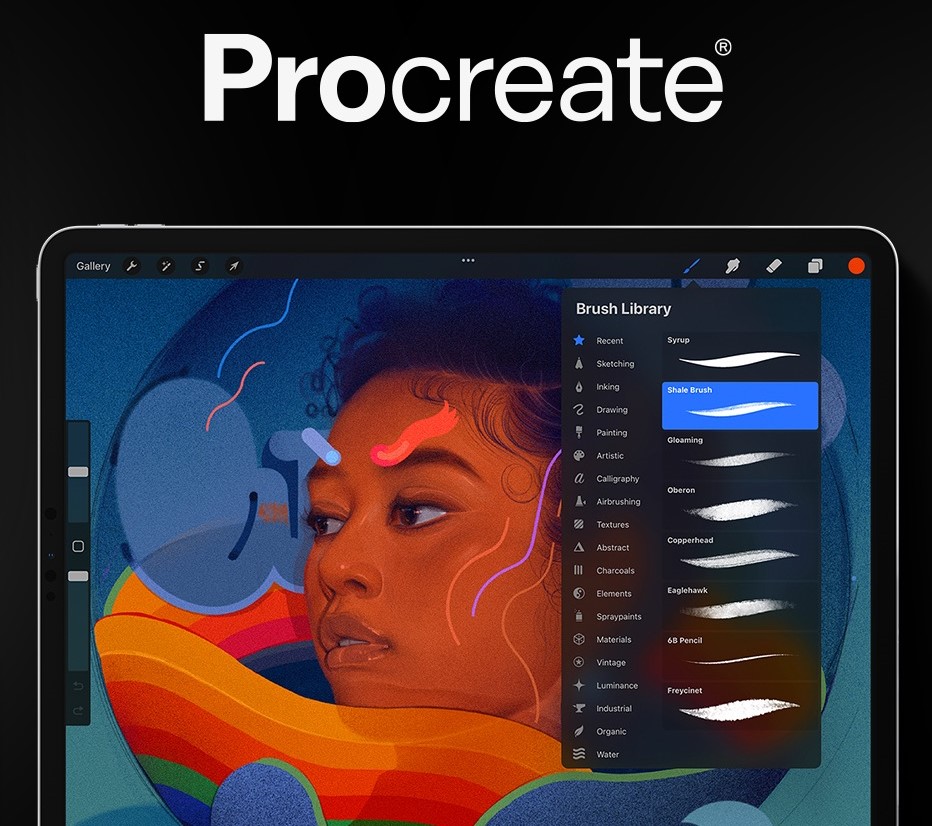 Procreate®
Gallery
Brush Library
Recent
Sketching
Inking
Drawing
Painting
Artistic
Calligraphy
Airbrushing
Textures
Abstract
Charcoals
Elements
Spraypaints
Materials
Vintage
Luminance
Industrial
Organic
Water
Syrup
Shale Brush
Gloaming
Oberon
Copperhead
Eaglehawk
6B Pencil
Freycinet